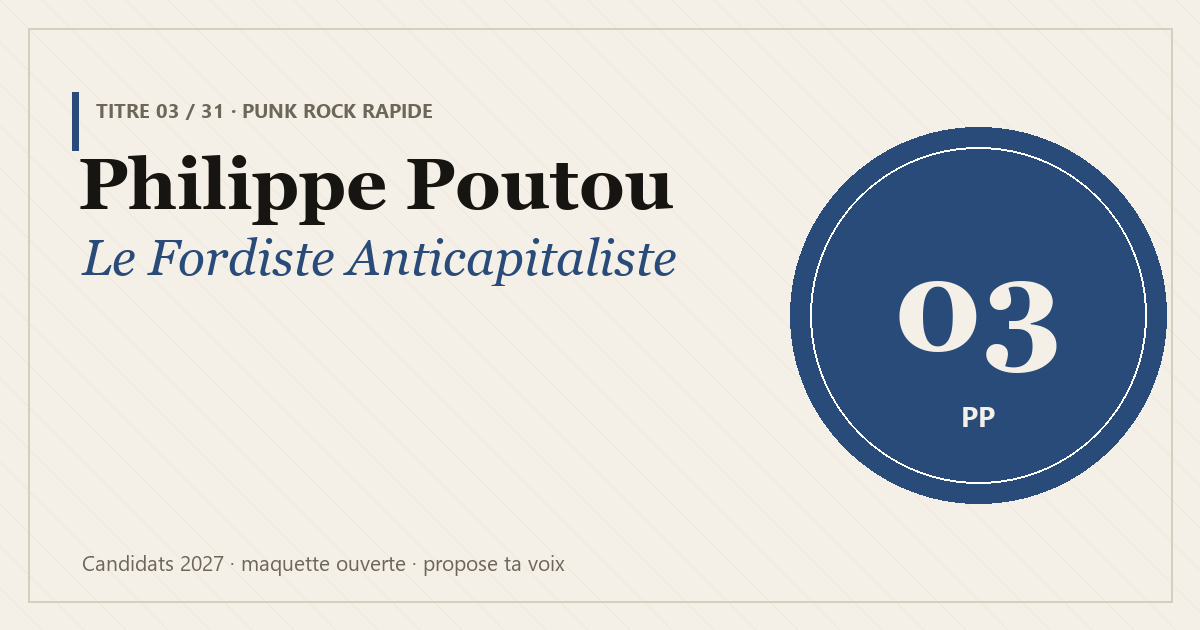 TITRE 03 / 31 · PUNK ROCK RAPIDE
Philippe Poutou
Le Fordiste Anticapitaliste
03
PP
Candidats 2027 · maquette ouverte · propose ta voix